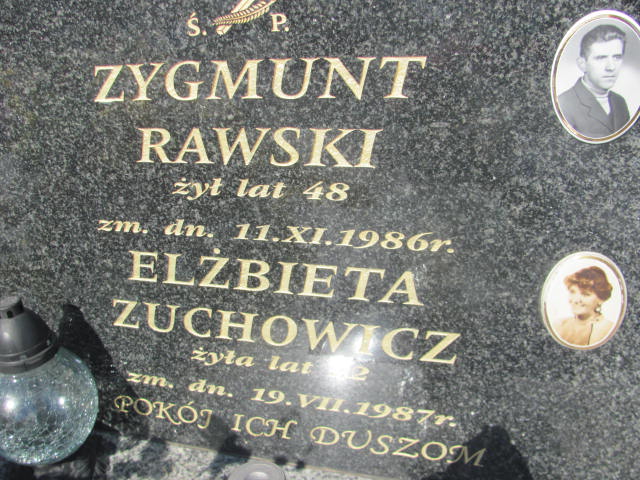 Ś. P.
ZYGMUNT
RAWSKI
żył lat 48
zm. dn. 11.XI.1986r.
ELŻBIETA
ZUCHOWICZ
żyła lat
zm. dn. 19.VII.1987r.
POKÓJ ICH DUSZOM